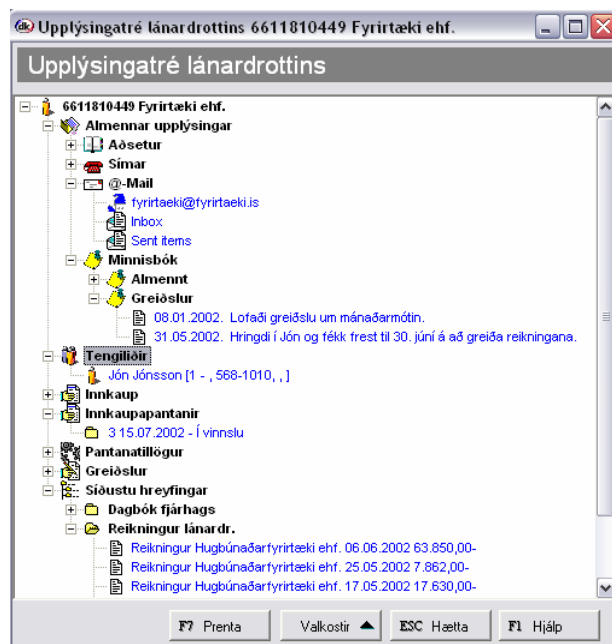 dk Upplýsingatré lánardrottins 6611810449 Fyrirtæki ehf.
Upplýsingatré lánardrottins
6611810449 Fyrirtæki ehf.
Almennar upplýsingar
Aðsetur
Símar
@-Mail
fyrirtaeki@fyrirtaeki.is
Inbox
Sent items
Minnisbók
Almennt
Greiðslur
08.01.2002. Lofaði greiðslu um mánaðarmótin.
31.05.2002. Hringdi í Jón og fékk frest til 30. júní á að greiða reikningana.
Tengiliðir
Jón Jónsson [1 - , 568-1010, , ]
Innkaup
Innkaupapantanir
3 15.07.2002 - Í vinnslu
Pantanatillögur
Greiðslur
Síðustu hreyfingar
Dagbók fjárhags
Reikningur lánardr.
Reikningur Hugbúnaðarfyrirtæki ehf. 06.06.2002 63.850,00-
Reikningur Hugbúnaðarfyrirtæki ehf. 25.05.2002 7.862,00-
Reikningur Hugbúnaðarfyrirtæki ehf. 17.05.2002 17.630,00-
F7 Prenta Valkostir ESC Hætta F1 Hjálp